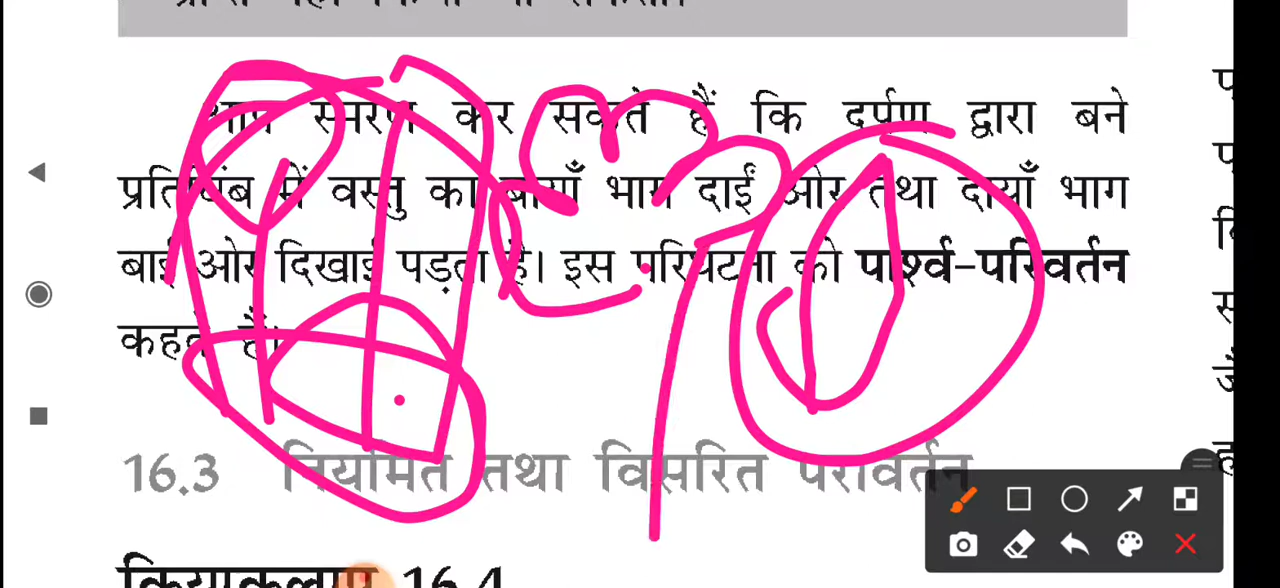 आप स्मरण कर सकते हैं कि दर्पण द्वारा बने
प्रतिबिंब में वस्तु का बायाँ भाग दाईं ओर तथा दायाँ भाग
बाईं ओर दिखाई पड़ता है। इस परिघटना को पार्श्व-परिवर्तन
कहते हैं।
16.3 नियमित तथा विसरित परावर्तन
क्रियाकलाप 16.4